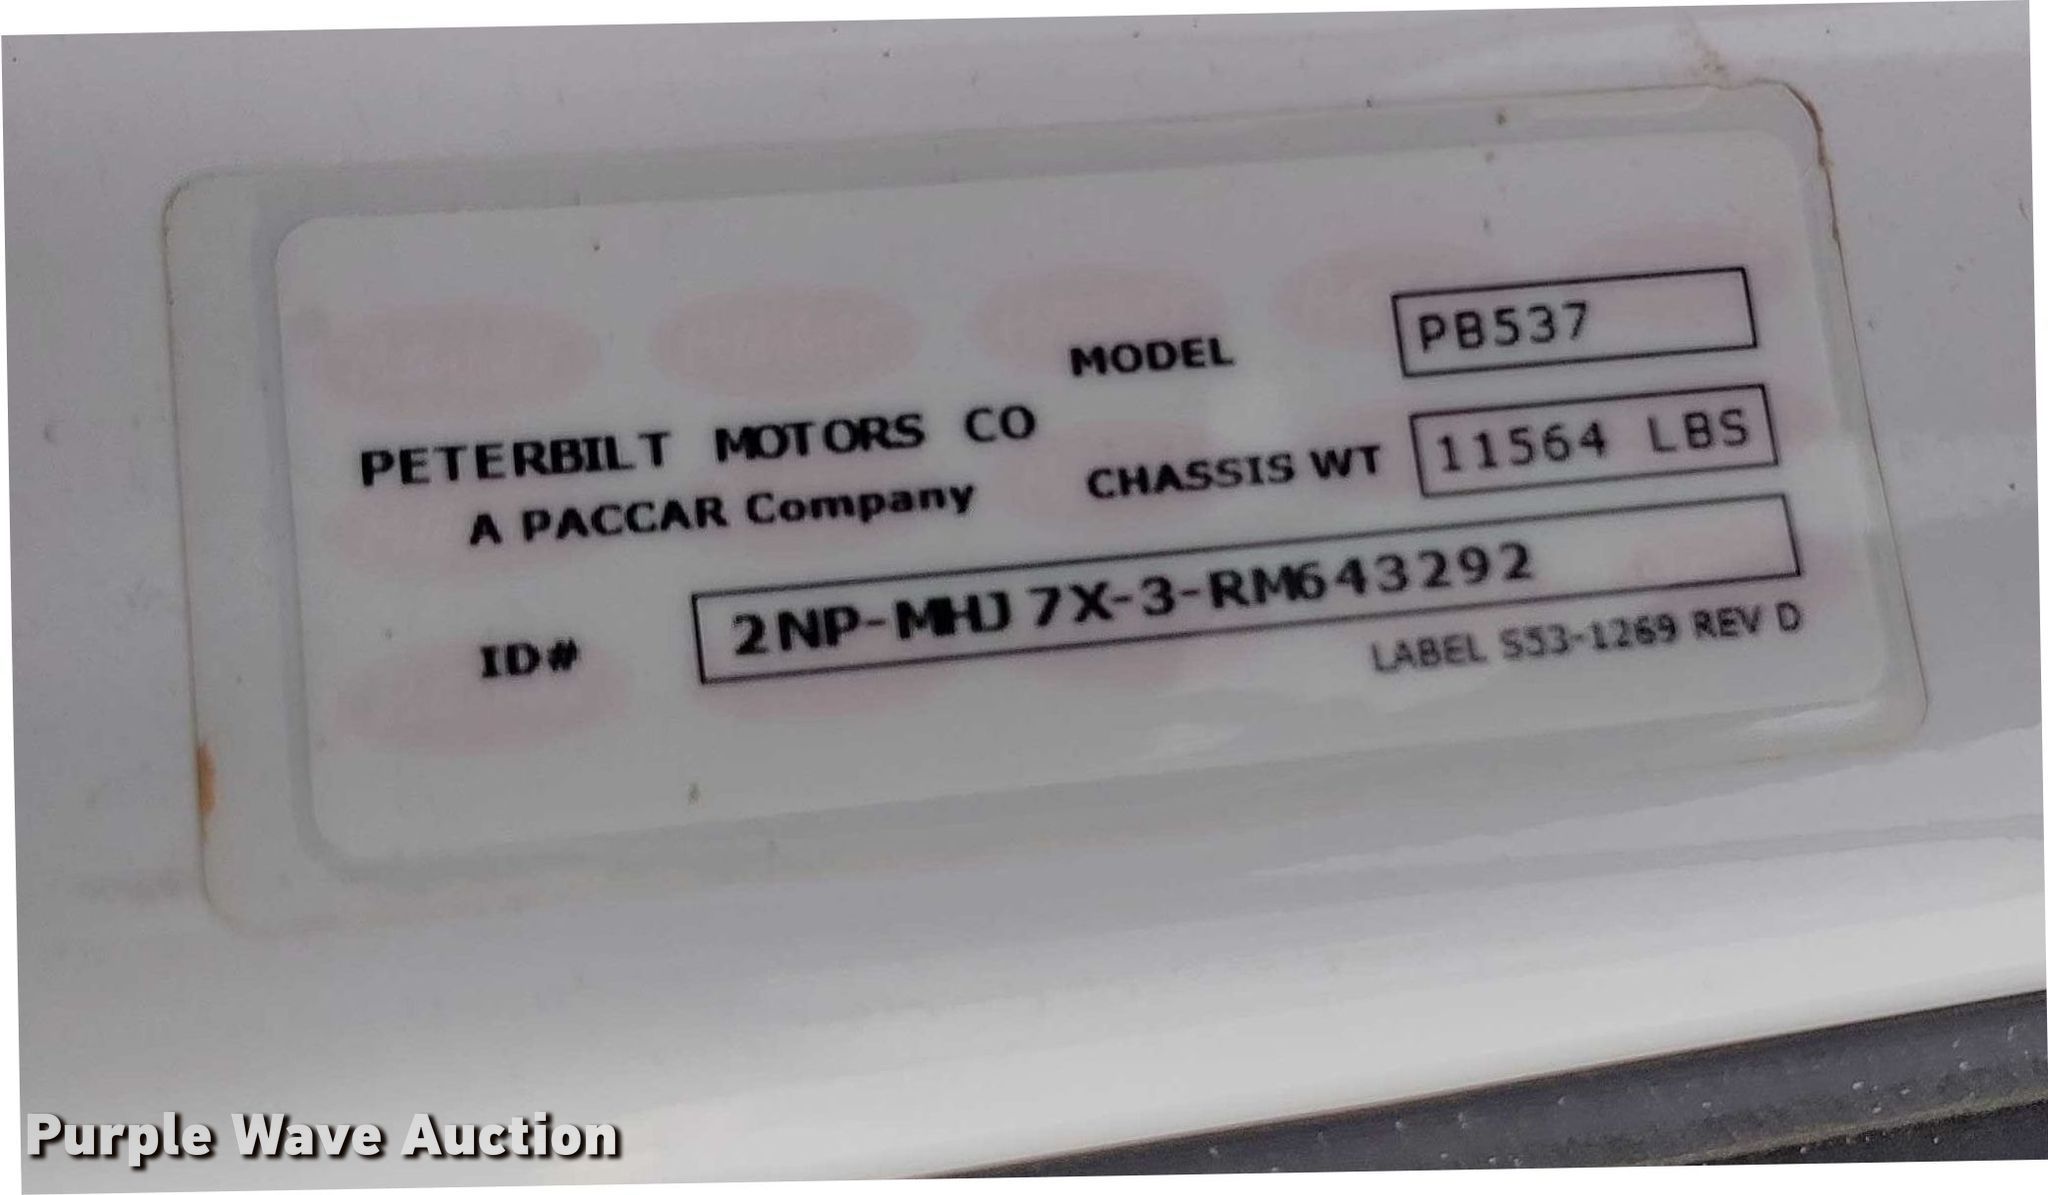 MODEL PB537
PETERBILT MOTORS CO
CHASSIS WT 11564 LBS
A PACCAR Company
ID# 2NP-MHJ7X-3-RM643292
LABEL S53-1269 REV D
Purple Wave Auction